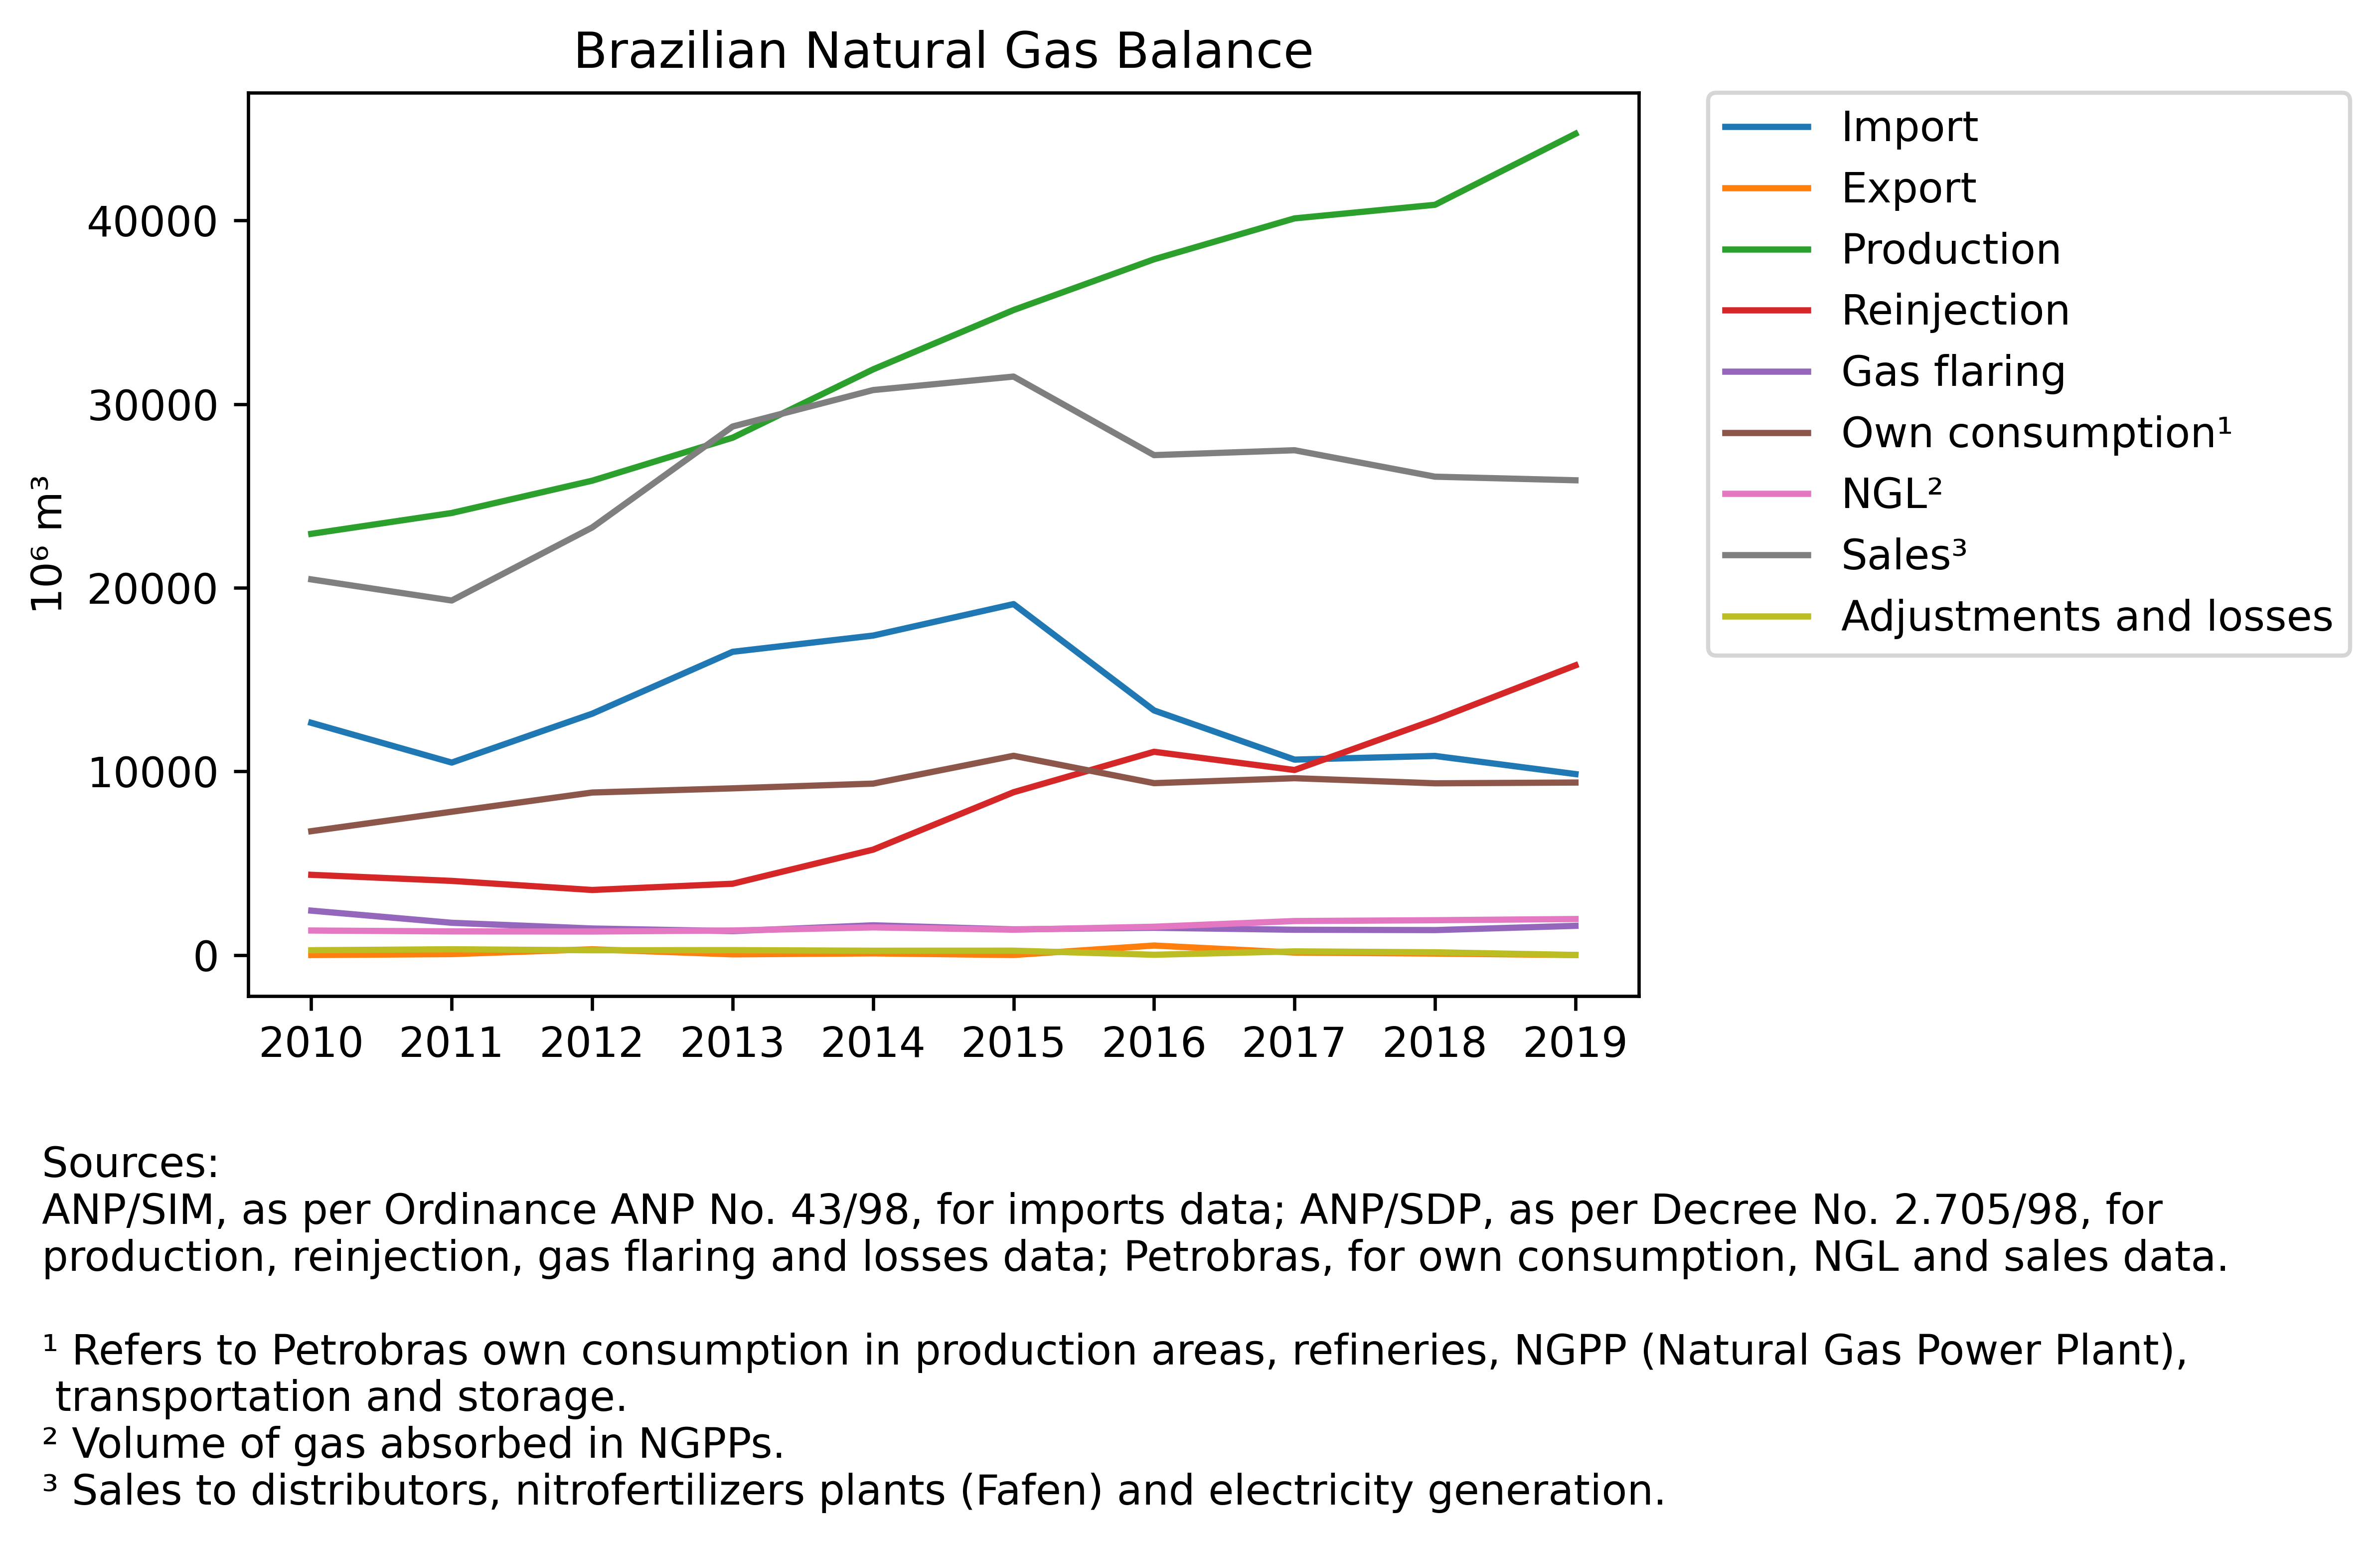 Brazilian Natural Gas Balance
10⁶ m³
40000
30000
20000
10000
0
2010 2011 2012 2013 2014 2015 2016 2017 2018 2019
Import
Export
Production
Reinjection
Gas flaring
Own consumption¹
NGL²
Sales³
Adjustments and losses
Sources:
ANP/SIM, as per Ordinance ANP No. 43/98, for imports data; ANP/SDP, as per Decree No. 2.705/98, for
production, reinjection, gas flaring and losses data; Petrobras, for own consumption, NGL and sales data.
¹ Refers to Petrobras own consumption in production areas, refineries, NGPP (Natural Gas Power Plant),
transportation and storage.
² Volume of gas absorbed in NGPPs.
³ Sales to distributors, nitrofertilizers plants (Fafen) and electricity generation.